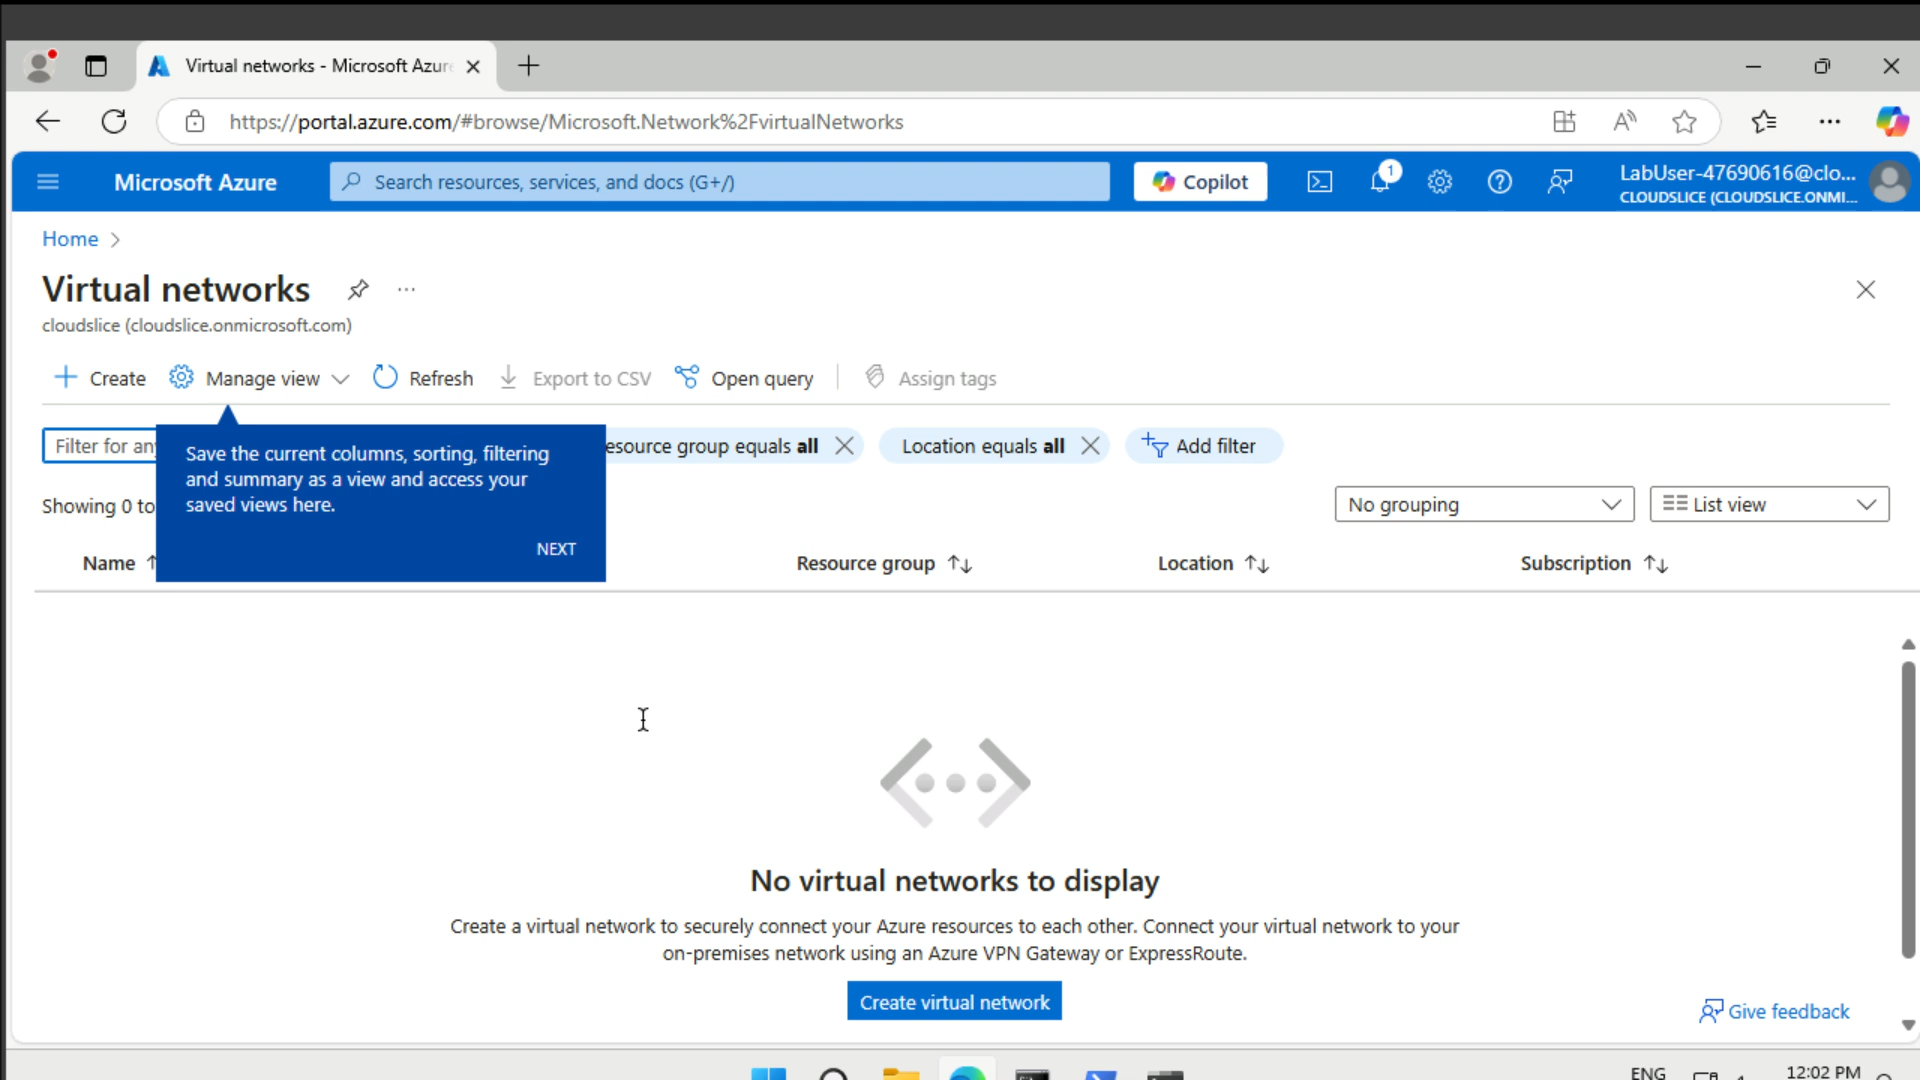 Virtual networks - Microsoft Azure
https://portal.azure.com/#browse/Microsoft.Network%2FvirtualNetworks
Microsoft Azure
Search resources, services, and docs (G+/)
Copilot
1
LabUser-47690616@clo...
CLOUDSLICE (CLOUDSLICE.ONMI...
Home
Virtual networks
cloudslice (cloudslice.onmicrosoft.com)
Create
Manage view
Refresh
Export to CSV
Open query
Assign tags
Filter for any
esource group equals all
Location equals all
Add filter
Save the current columns, sorting, filtering
and summary as a view and access your
saved views here.
NEXT
Showing 0 to
No grouping
List view
Name
Resource group
Location
Subscription
No virtual networks to display
Create a virtual network to securely connect your Azure resources to each other. Connect your virtual network to your
on-premises network using an Azure VPN Gateway or ExpressRoute.
Create virtual network
Give feedback
ENG
12:02 PM